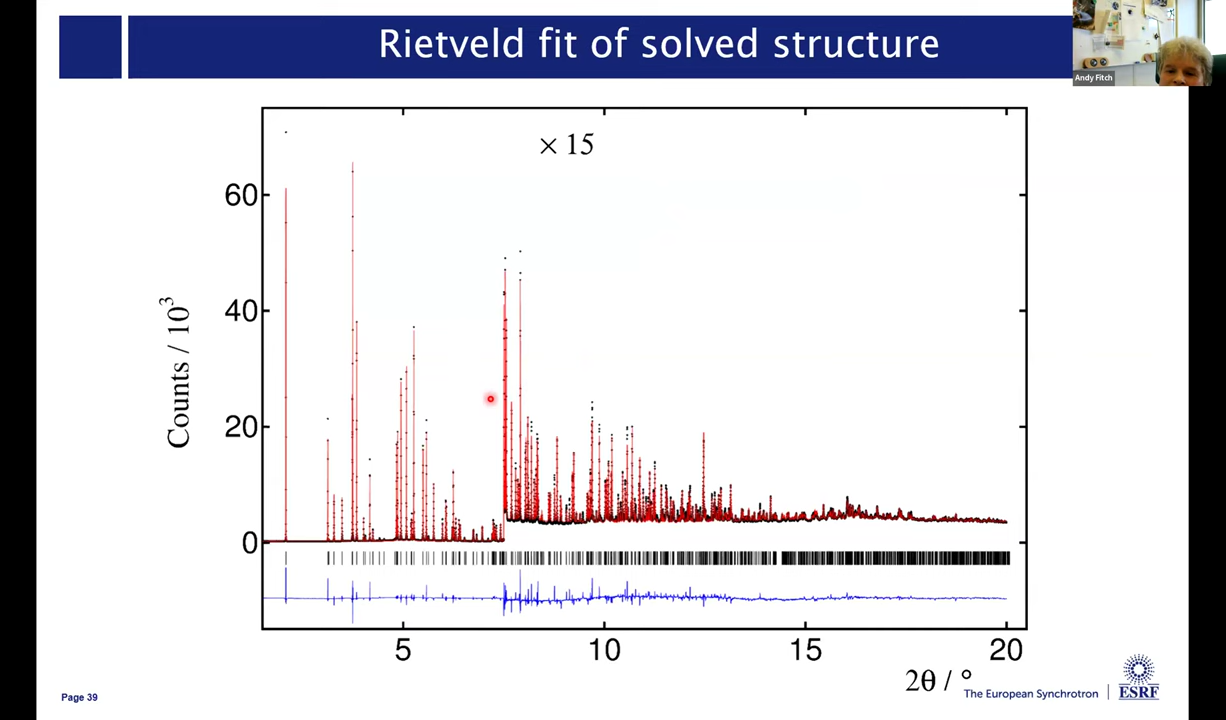 Rietveld fit of solved structure
Andy Fitch
× 15
60
40
20
0
Counts / 10³
5
10
15
20
2θ / °
Page 39
The European Synchrotron
ESRF